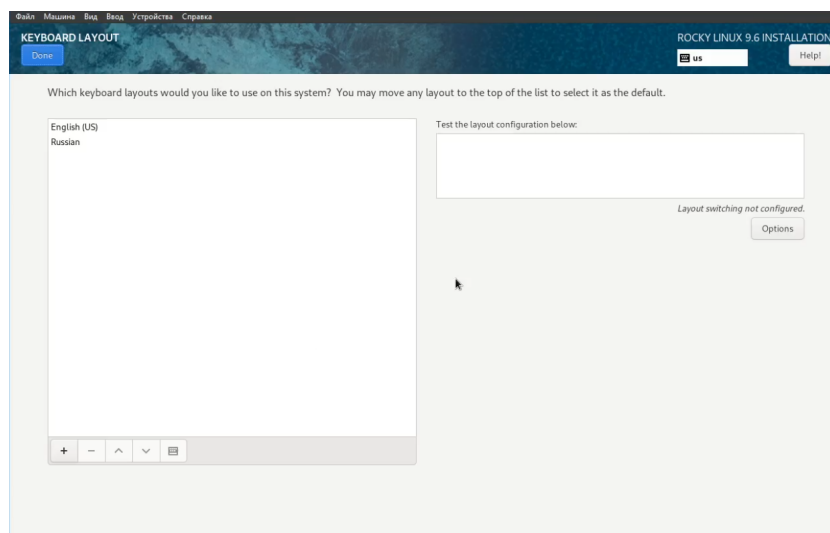 Файл Машина Вид Ввод Устройства Справка
KEYBOARD LAYOUT
ROCKY LINUX 9.6 INSTALLATION
Done
us
Help!
Which keyboard layouts would you like to use on this system? You may move any layout to the top of the list to select it as the default.
English (US)
Russian
Test the layout configuration below:
Layout switching not configured.
Options